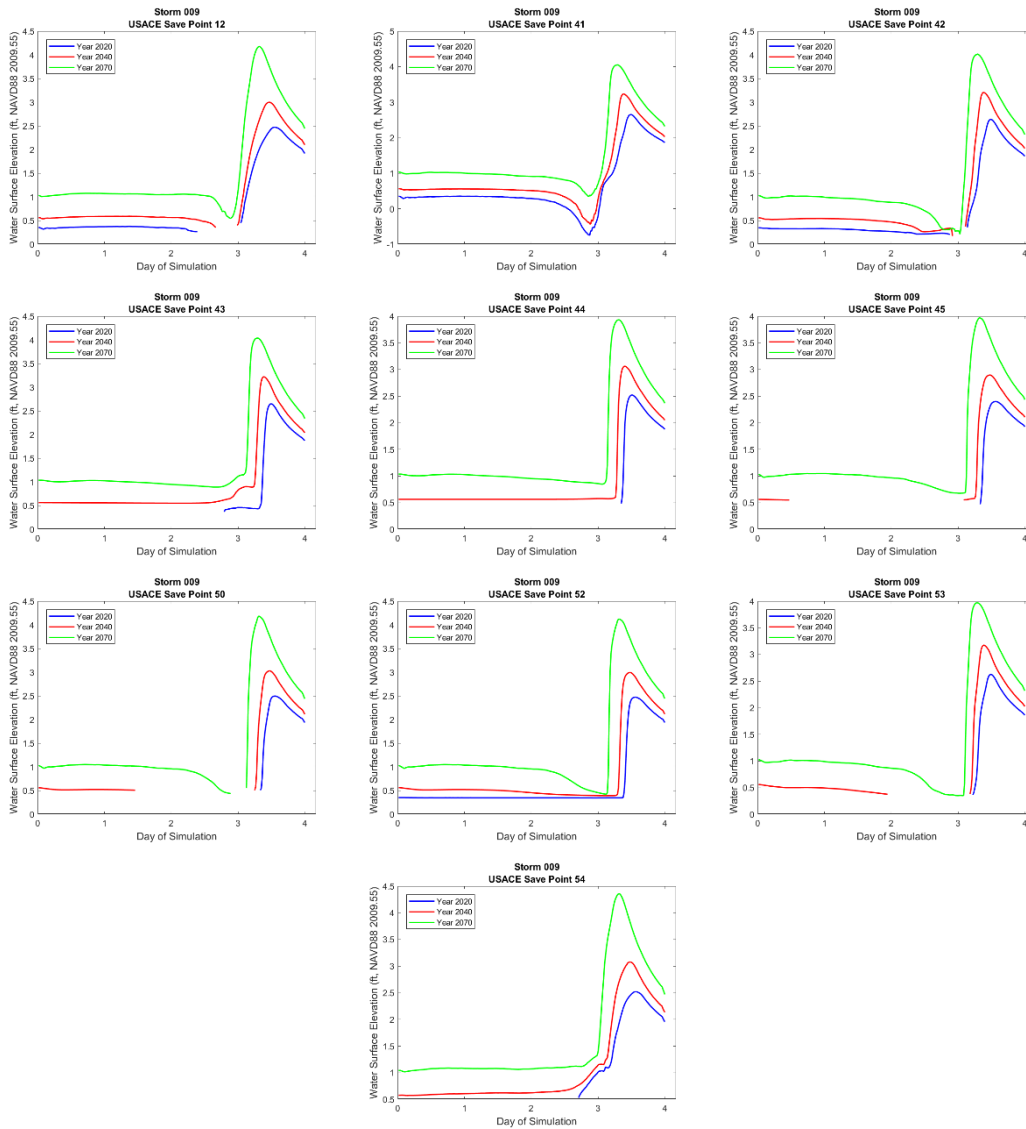 Storm 009
USACE Save Point 12
Water Surface Elevation (ft, NAVD88 2009.55)
4.5
4
3.5
3
2.5
2
1.5
1
0.5
0
Year 2020
Year 2040
Year 2070
0 1 2 3 4
Day of Simulation
Storm 009
USACE Save Point 41
Water Surface Elevation (ft, NAVD88 2009.55)
5
4
3
2
1
0
-1
Year 2020
Year 2040
Year 2070
0 1 2 3 4
Day of Simulation
Storm 009
USACE Save Point 42
Water Surface Elevation (ft, NAVD88 2009.55)
4.5
4
3.5
3
2.5
2
1.5
1
0.5
0
Year 2020
Year 2040
Year 2070
0 1 2 3 4
Day of Simulation
Storm 009
USACE Save Point 43
Water Surface Elevation (ft, NAVD88 2009.55)
4.5
4
3.5
3
2.5
2
1.5
1
0.5
0
Year 2020
Year 2040
Year 2070
0 1 2 3 4
Day of Simulation
Storm 009
USACE Save Point 44
Water Surface Elevation (ft, NAVD88 2009.55)
4
3.5
3
2.5
2
1.5
1
0.5
0
Year 2020
Year 2040
Year 2070
0 1 2 3 4
Day of Simulation
Storm 009
USACE Save Point 45
Water Surface Elevation (ft, NAVD88 2009.55)
4
3.5
3
2.5
2
1.5
1
0.5
0
Year 2020
Year 2040
Year 2070
0 1 2 3 4
Day of Simulation
Storm 009
USACE Save Point 50
Water Surface Elevation (ft, NAVD88 2009.55)
4.5
4
3.5
3
2.5
2
1.5
1
0.5
0
Year 2020
Year 2040
Year 2070
0 1 2 3 4
Day of Simulation
Storm 009
USACE Save Point 52
Water Surface Elevation (ft, NAVD88 2009.55)
4.5
4
3.5
3
2.5
2
1.5
1
0.5
0
Year 2020
Year 2040
Year 2070
0 1 2 3 4
Day of Simulation
Storm 009
USACE Save Point 53
Water Surface Elevation (ft, NAVD88 2009.55)
4
3.5
3
2.5
2
1.5
1
0.5
0
Year 2020
Year 2040
Year 2070
0 1 2 3 4
Day of Simulation
Storm 009
USACE Save Point 54
Water Surface Elevation (ft, NAVD88 2009.55)
4.5
4
3.5
3
2.5
2
1.5
1
0.5
Year 2020
Year 2040
Year 2070
0 1 2 3 4
Day of Simulation